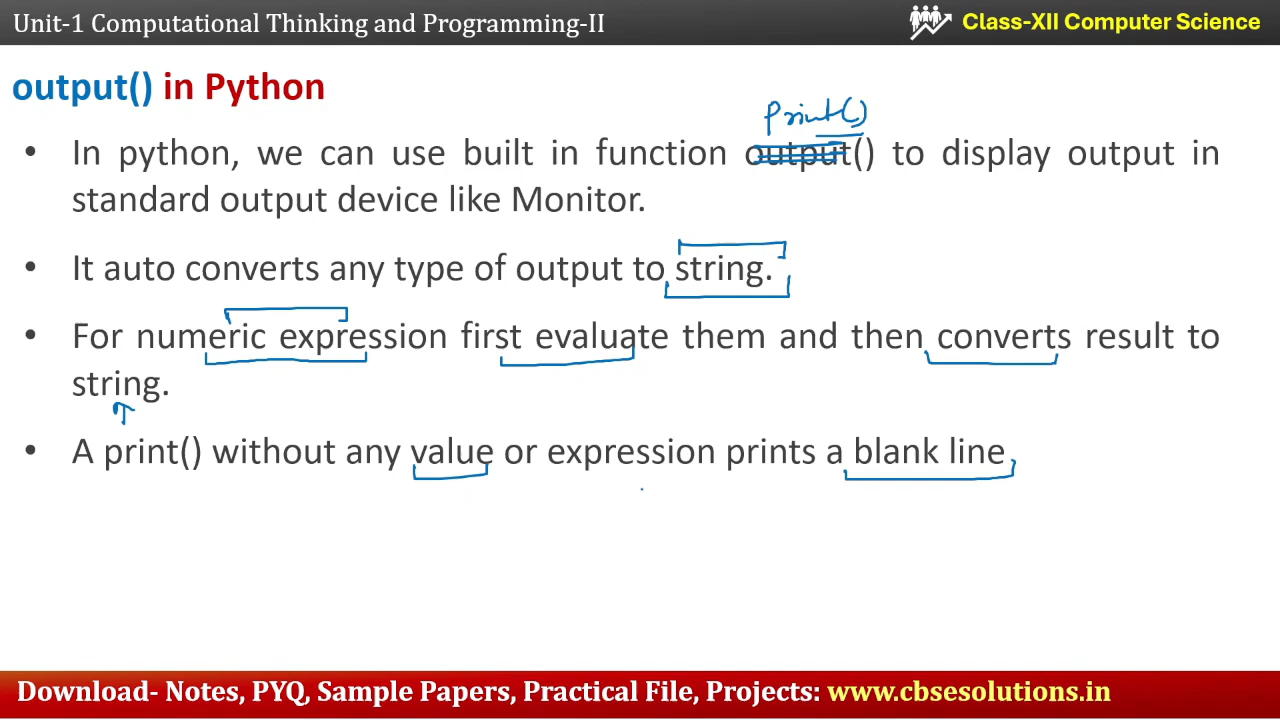 Unit-1 Computational Thinking and Programming-II
Class-XII Computer Science
output() in Python
print()
• In python, we can use built in function output() to display output in
standard output device like Monitor.
• It auto converts any type of output to string.
• For numeric expression first evaluate them and then converts result to
string.
• A print() without any value or expression prints a blank line
Download- Notes, PYQ, Sample Papers, Practical File, Projects: www.cbsesolutions.in